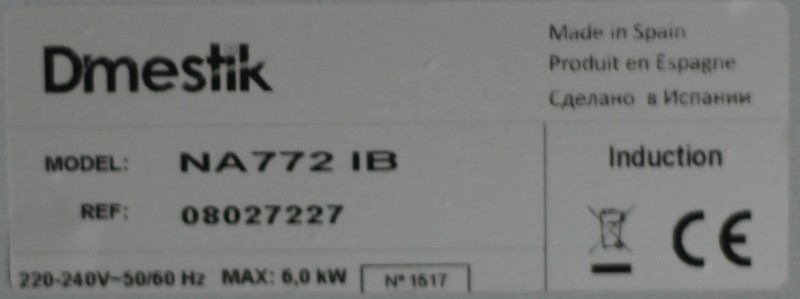 Dmestik
Made in Spain
Produit en Espagne
Сделано в Испании
MODEL: NA772 IB
REF: 08027227
Induction
CE
220-240V~50/60 Hz MAX: 6,0 kW N° 1517